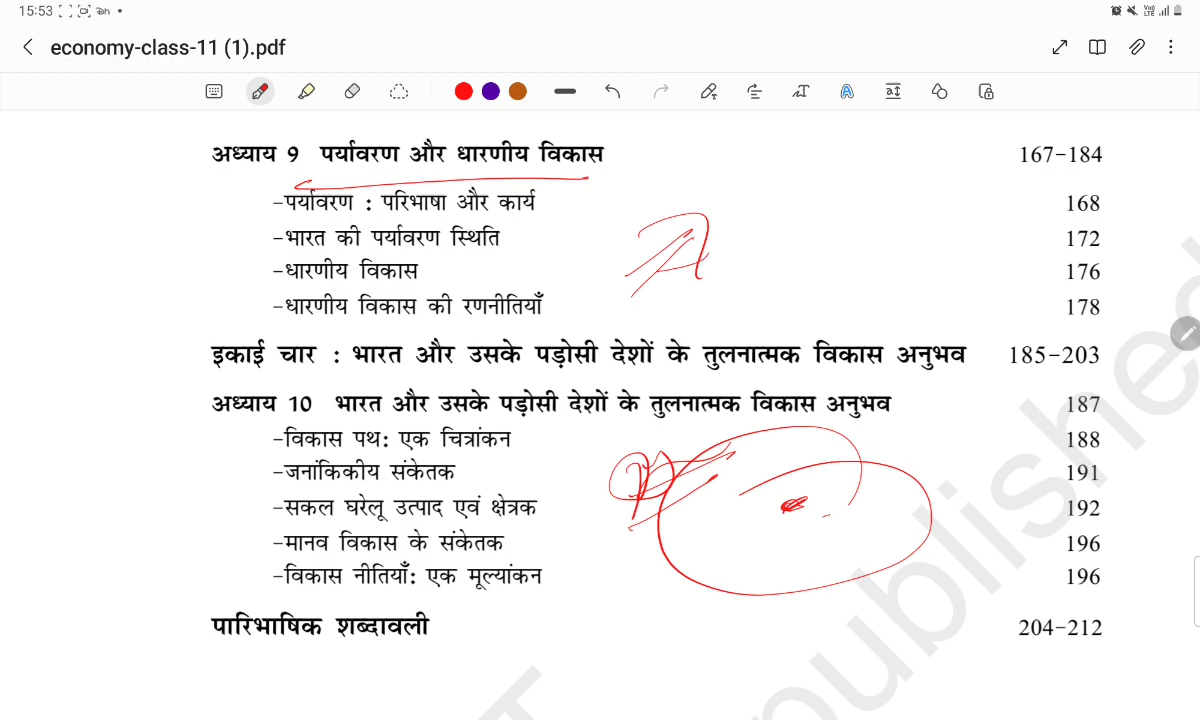 15:53
economy-class-11 (1).pdf
अध्याय 9 पर्यावरण और धारणीय विकास 167-184
-पर्यावरण : परिभाषा और कार्य 168
-भारत की पर्यावरण स्थिति 172
-धारणीय विकास 176
-धारणीय विकास की रणनीतियाँ 178
इकाई चार : भारत और उसके पड़ोसी देशों के तुलनात्मक विकास अनुभव 185-203
अध्याय 10 भारत और उसके पड़ोसी देशों के तुलनात्मक विकास अनुभव 187
-विकास पथ: एक चित्रांकन 188
-जनांकिकीय संकेतक 191
-सकल घरेलू उत्पाद एवं क्षेत्रक 192
-मानव विकास के संकेतक 196
-विकास नीतियाँ: एक मूल्यांकन 196
पारिभाषिक शब्दावली 204-212
published